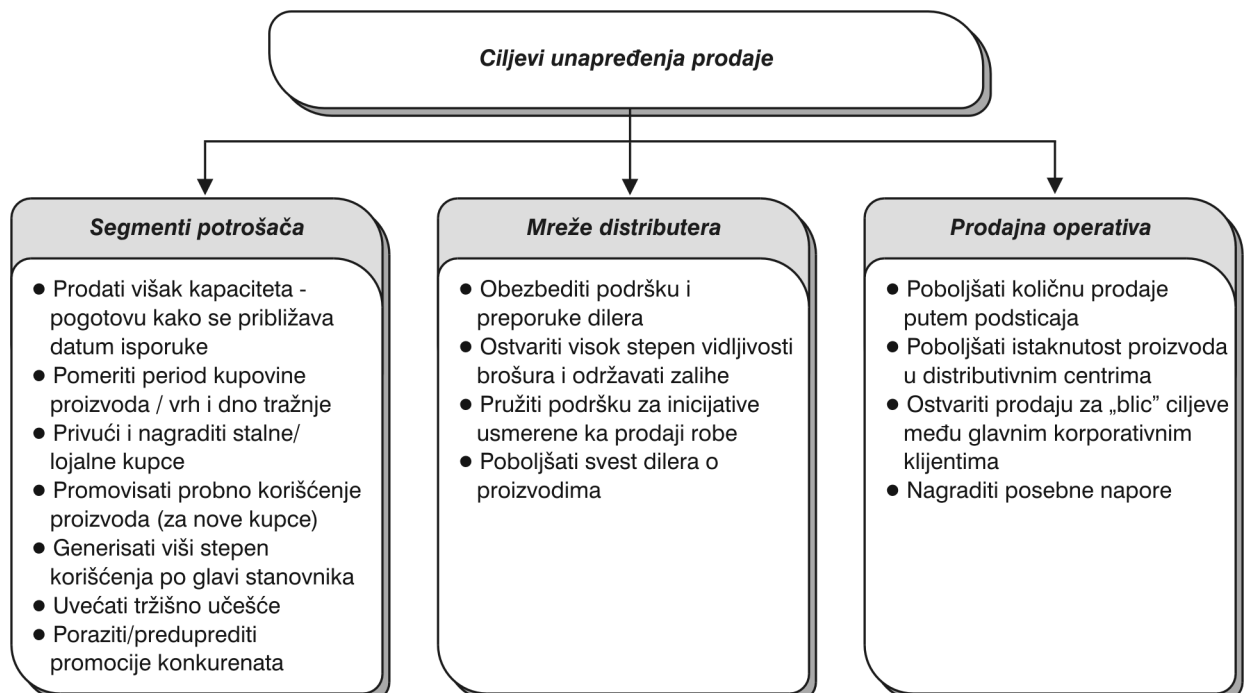 Ciljevi unapređenja prodaje
Segmenti potrošača
● Prodati višak kapaciteta -
pogotovu kako se približava
datum isporuke
● Pomeriti period kupovine
proizvoda / vrh i dno tražnje
● Privući i nagraditi stalne/
lojalne kupce
● Promovisati probno korišćenje
proizvoda (za nove kupce)
● Generisati viši stepen
korišćenja po glavi stanovnika
● Uvećati tržišno učešće
● Poraziti/preduprediti
promocije konkurenata
Mreže distributera
● Obezbediti podršku i
preporuke dilera
● Ostvariti visok stepen vidljivosti
brošura i održavati zalihe
● Pružiti podršku za inicijative
usmerene ka prodaji robe
● Poboljšati svest dilera o
proizvodima
Prodajna operativa
● Poboljšati količnu prodaje
putem podsticaja
● Poboljšati istaknutost proizvoda
u distributivnim centrima
● Ostvariti prodaju za „blic” ciljeve
među glavnim korporativnim
klijentima
● Nagraditi posebne napore